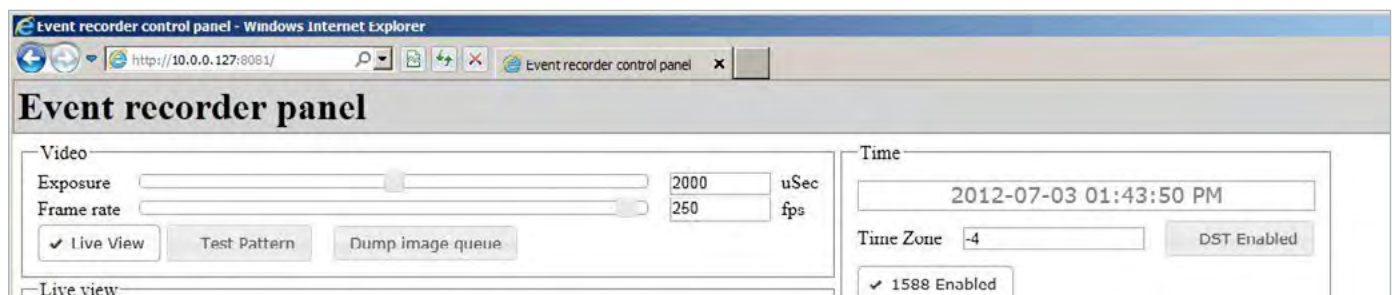 Event recorder control panel - Windows Internet Explorer
http://10.0.0.127:8081/
Event recorder control panel
Event recorder panel
Video
Exposure 2000 uSec
Frame rate 250 fps
Live View Test Pattern Dump image queue
Live view
Time
2012-07-03 01:43:50 PM
Time Zone -4 DST Enabled
1588 Enabled